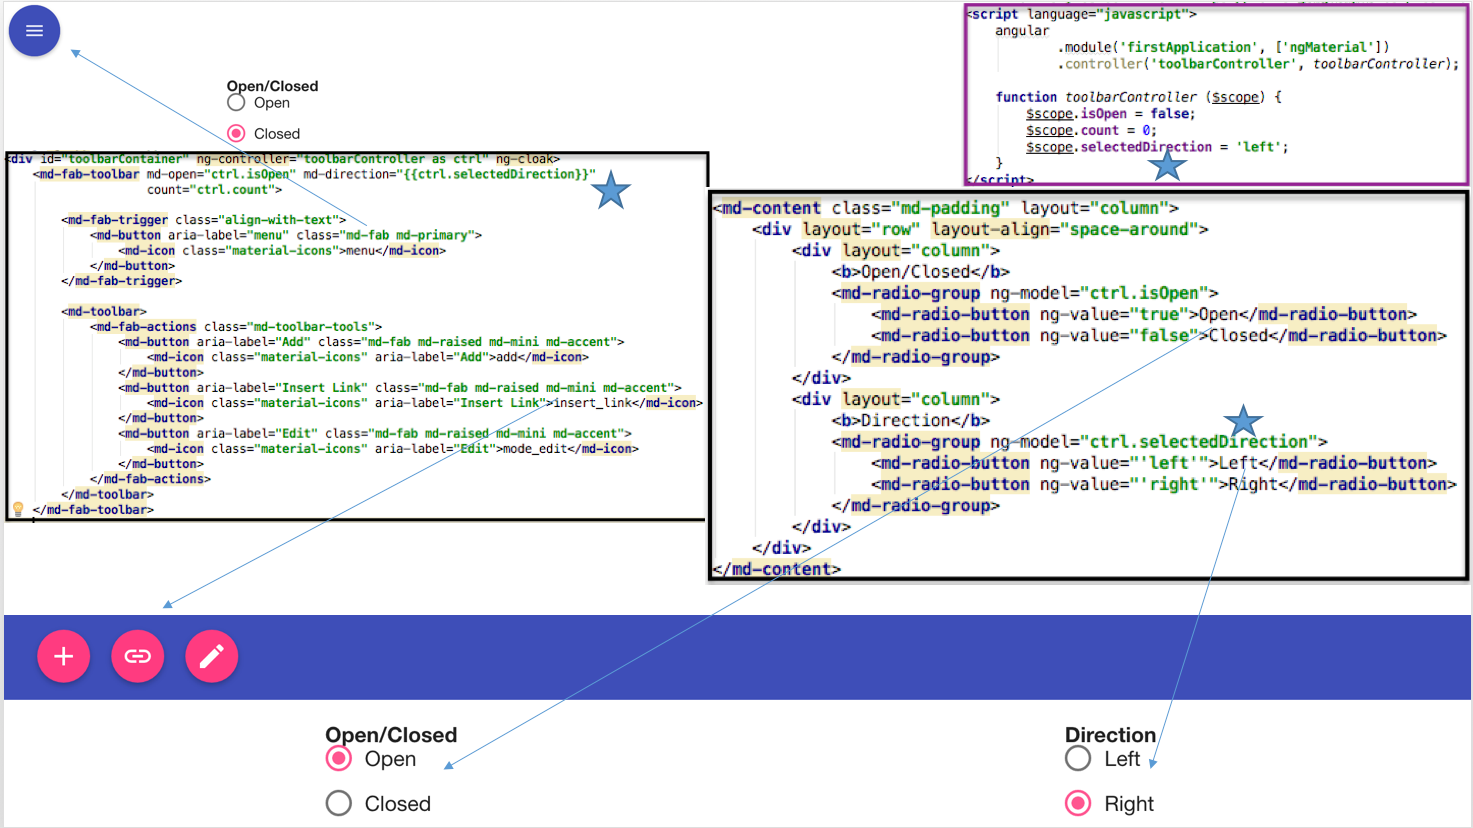 Open/Closed
Open
Closed
<script language="javascript">
angular
.module('firstApplication', ['ngMaterial'])
.controller('toolbarController', toolbarController);
function toolbarController ($scope) {
$scope.isOpen = false;
$scope.count = 0;
$scope.selectedDirection = 'left';
}
</script>
<div id="toolbarContainer" ng-controller="toolbarController as ctrl" ng-cloak>
<md-fab-toolbar md-open="ctrl.isOpen" md-direction="{{ctrl.selectedDirection}}"
count="ctrl.count">
<md-fab-trigger class="align-with-text">
<md-button aria-label="menu" class="md-fab md-primary">
<md-icon class="material-icons">menu</md-icon>
</md-button>
</md-fab-trigger>
<md-toolbar>
<md-fab-actions class="md-toolbar-tools">
<md-button aria-label="Add" class="md-fab md-raised md-mini md-accent">
<md-icon class="material-icons" aria-label="Add">add</md-icon>
</md-button>
<md-button aria-label="Insert Link" class="md-fab md-raised md-mini md-accent">
<md-icon class="material-icons" aria-label="Insert Link">insert_link</md-icon>
</md-button>
<md-button aria-label="Edit" class="md-fab md-raised md-mini md-accent">
<md-icon class="material-icons" aria-label="Edit">mode_edit</md-icon>
</md-button>
</md-fab-actions>
</md-toolbar>
</md-fab-toolbar>
<md-content class="md-padding" layout="column">
<div layout="row" layout-align="space-around">
<div layout="column">
<b>Open/Closed</b>
<md-radio-group ng-model="ctrl.isOpen">
<md-radio-button ng-value="true">Open</md-radio-button>
<md-radio-button ng-value="false">Closed</md-radio-button>
</md-radio-group>
</div>
<div layout="column">
<b>Direction</b>
<md-radio-group ng-model="ctrl.selectedDirection">
<md-radio-button ng-value="'left'">Left</md-radio-button>
<md-radio-button ng-value="'right'">Right</md-radio-button>
</md-radio-group>
</div>
</div>
</md-content>
Open/Closed
Open
Closed
Direction
Left
Right